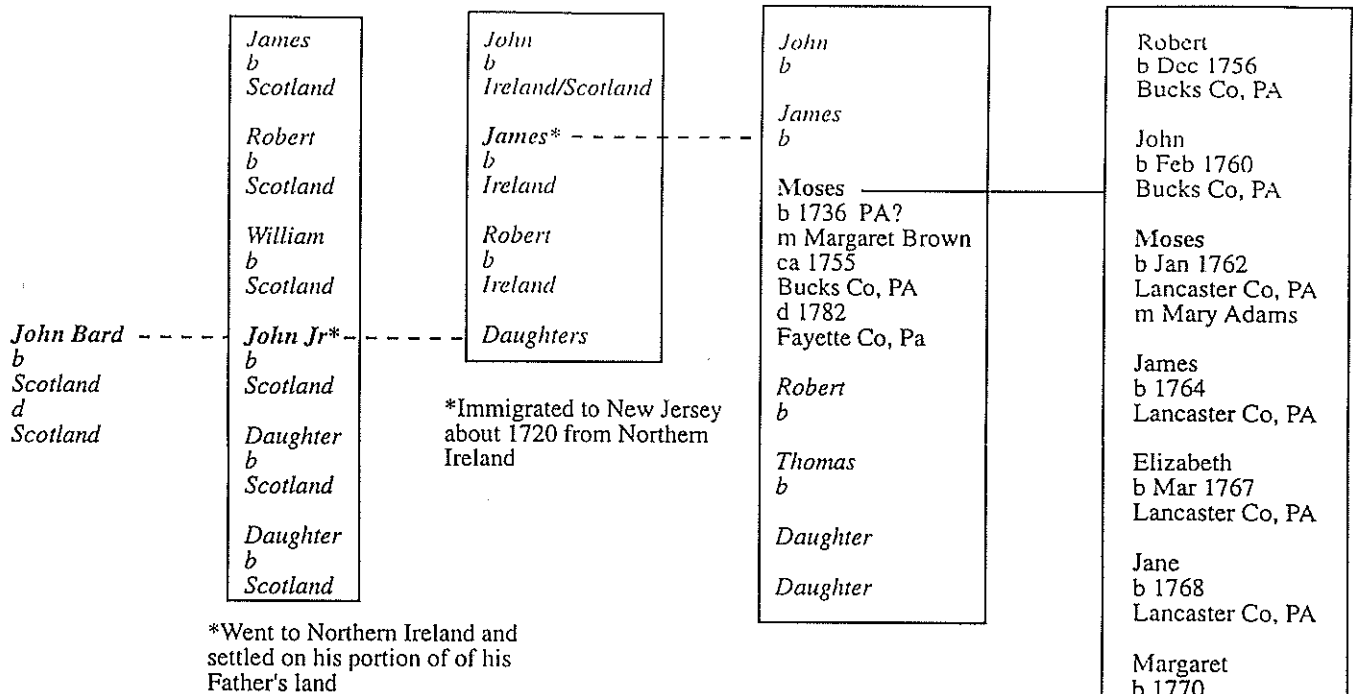 John Bard
b
Scotland
d
Scotland
James
b
Scotland
Robert
b
Scotland
William
b
Scotland
John Jr*
b
Scotland
Daughter
b
Scotland
Daughter
b
Scotland
*Went to Northern Ireland and
settled on his portion of of his
Father's land
John
b
Ireland/Scotland
James*
b
Ireland
Robert
b
Ireland
Daughters
*Immigrated to New Jersey
about 1720 from Northern
Ireland
John
b
James
b
Moses
b 1736 PA?
m Margaret Brown
ca 1755
Bucks Co, PA
d 1782
Fayette Co, Pa
Robert
b
Thomas
b
Daughter
Daughter
Robert
b Dec 1756
Bucks Co, PA
John
b Feb 1760
Bucks Co, PA
Moses
b Jan 1762
Lancaster Co, PA
m Mary Adams
James
b 1764
Lancaster Co, PA
Elizabeth
b Mar 1767
Lancaster Co, PA
Jane
b 1768
Lancaster Co, PA
Margaret
b 1770